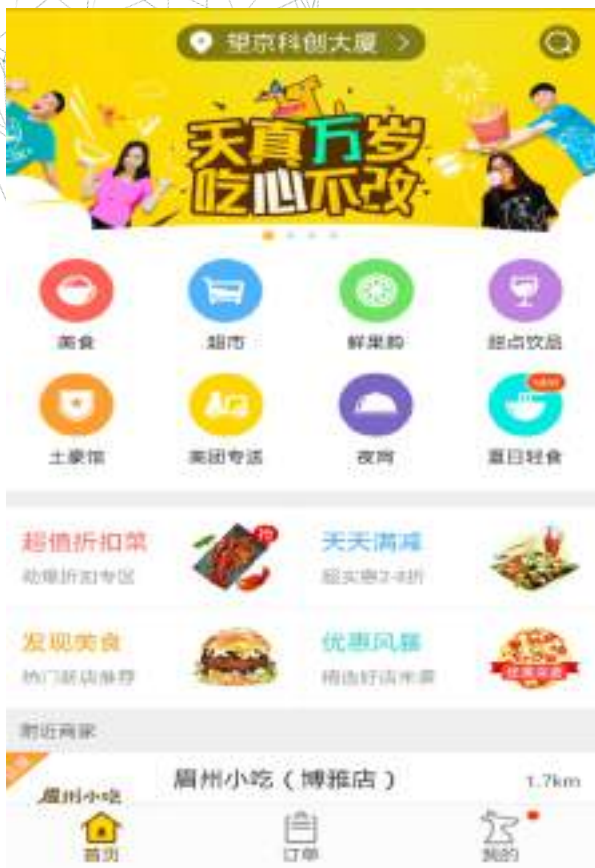 望京科创大厦 >
天真万岁
吃心不改
美食
超市
鲜果购
甜点饮品
土豪馆
美团专送
夜宵
夏日轻食
NEW
超值折扣菜
劲爆折扣专区
折
天天满减
超实惠2-8折
发现美食
热门新店推荐
优惠风暴
精选好店来袭
附近商家
眉州小吃
眉州小吃（博雅店）
1.7km
首页
订单
我的